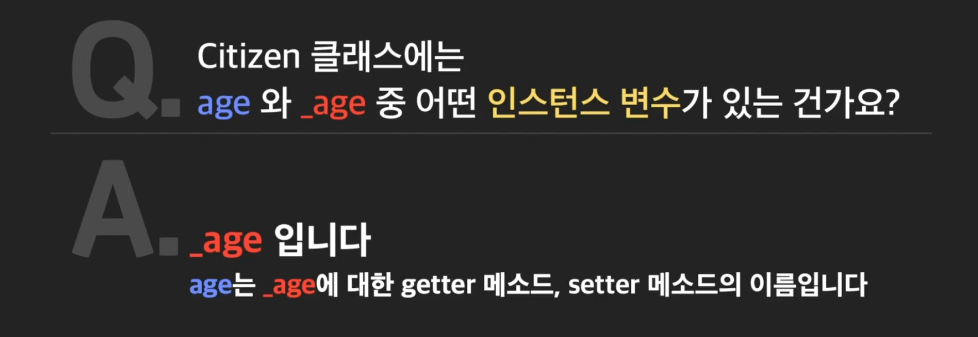 Q. Citizen 클래스에는
age 와 _age 중 어떤 인스턴스 변수가 있는 건가요?
A. _age 입니다
age는 _age에 대한 getter 메소드, setter 메소드의 이름입니다